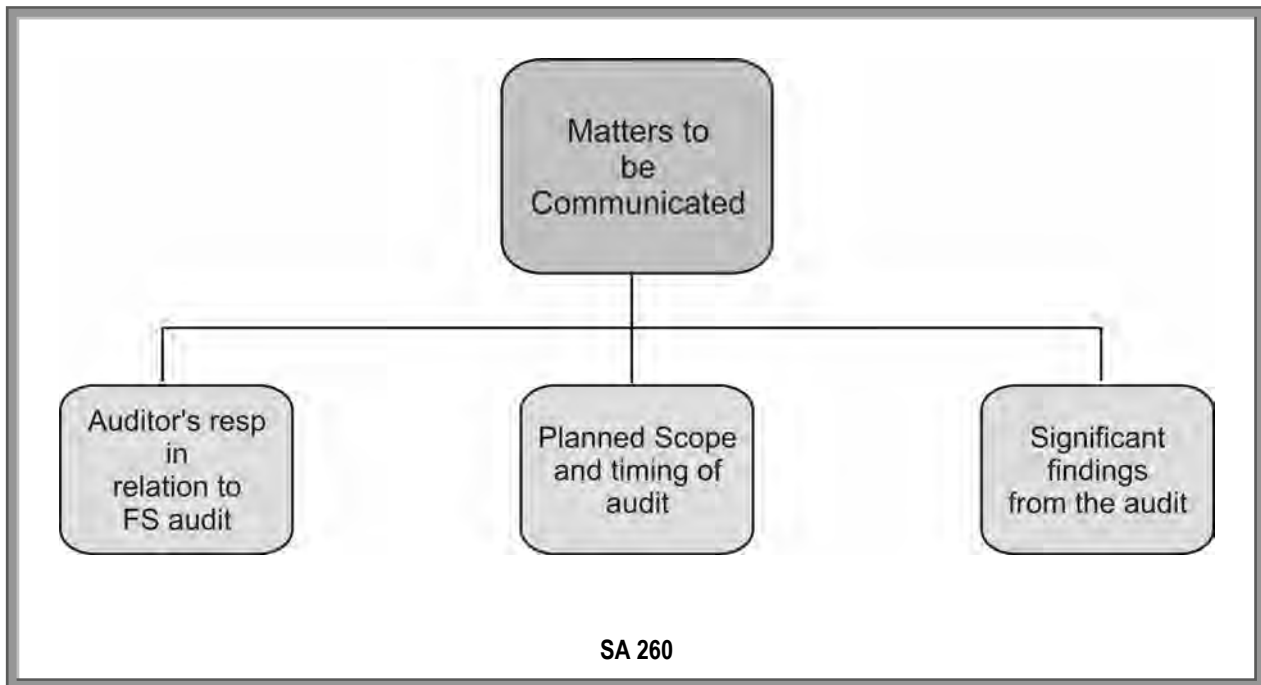 Matters to
be
Communicated
Auditor's resp
in
relation to
FS audit
Planned Scope
and timing of
audit
Significant
findings
from the audit
SA 260